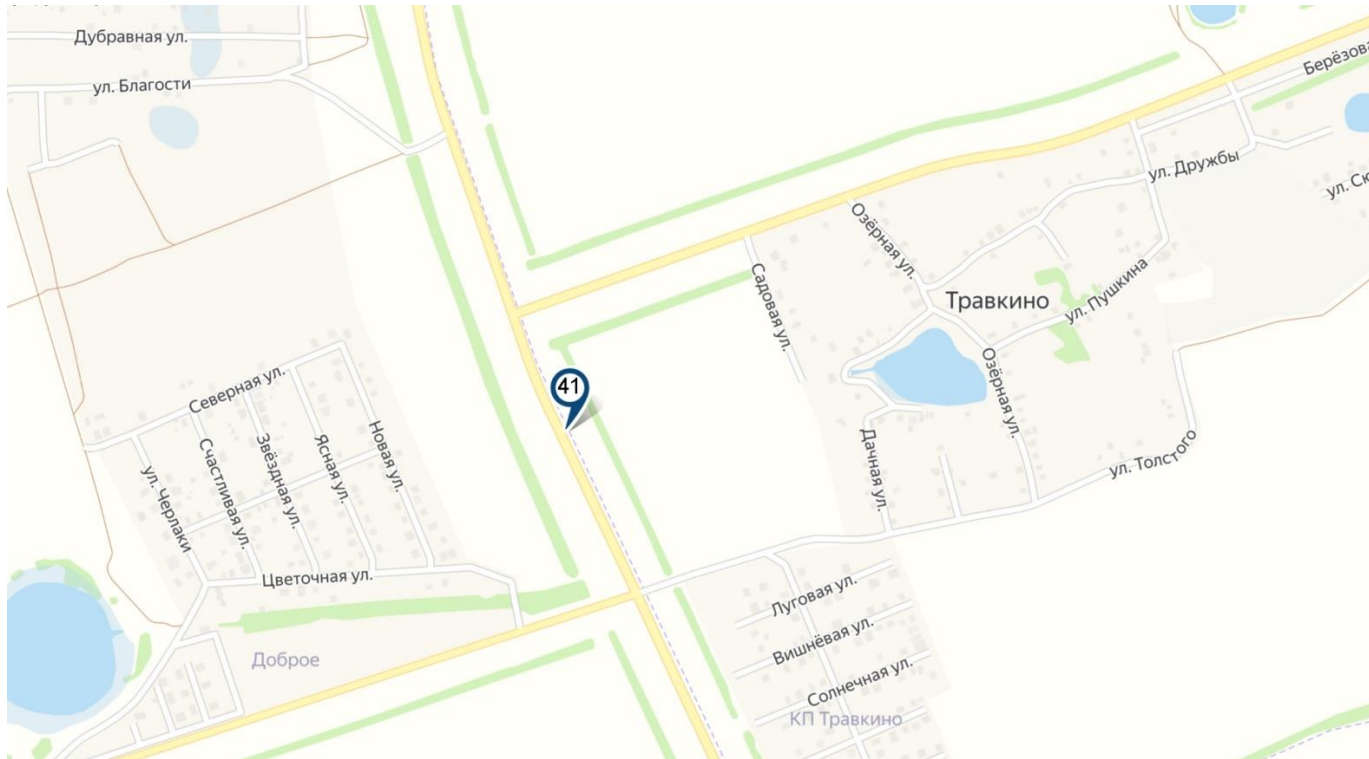 Дубравная ул.
ул. Благости
Берёзова
ул. Дружбы
ул. Ск
Озёрная ул.
Садовая ул.
Травкино
ул. Пушкина
Озёрная ул.
41
Северная ул.
Новая ул.
Ясная ул.
Звёздная ул.
Счастливая ул.
ул. Черлаки
Дачная ул.
ул. Толстого
Цветочная ул.
Луговая ул.
Вишнёвая ул.
Доброе
Солнечная ул.
КП Травкино